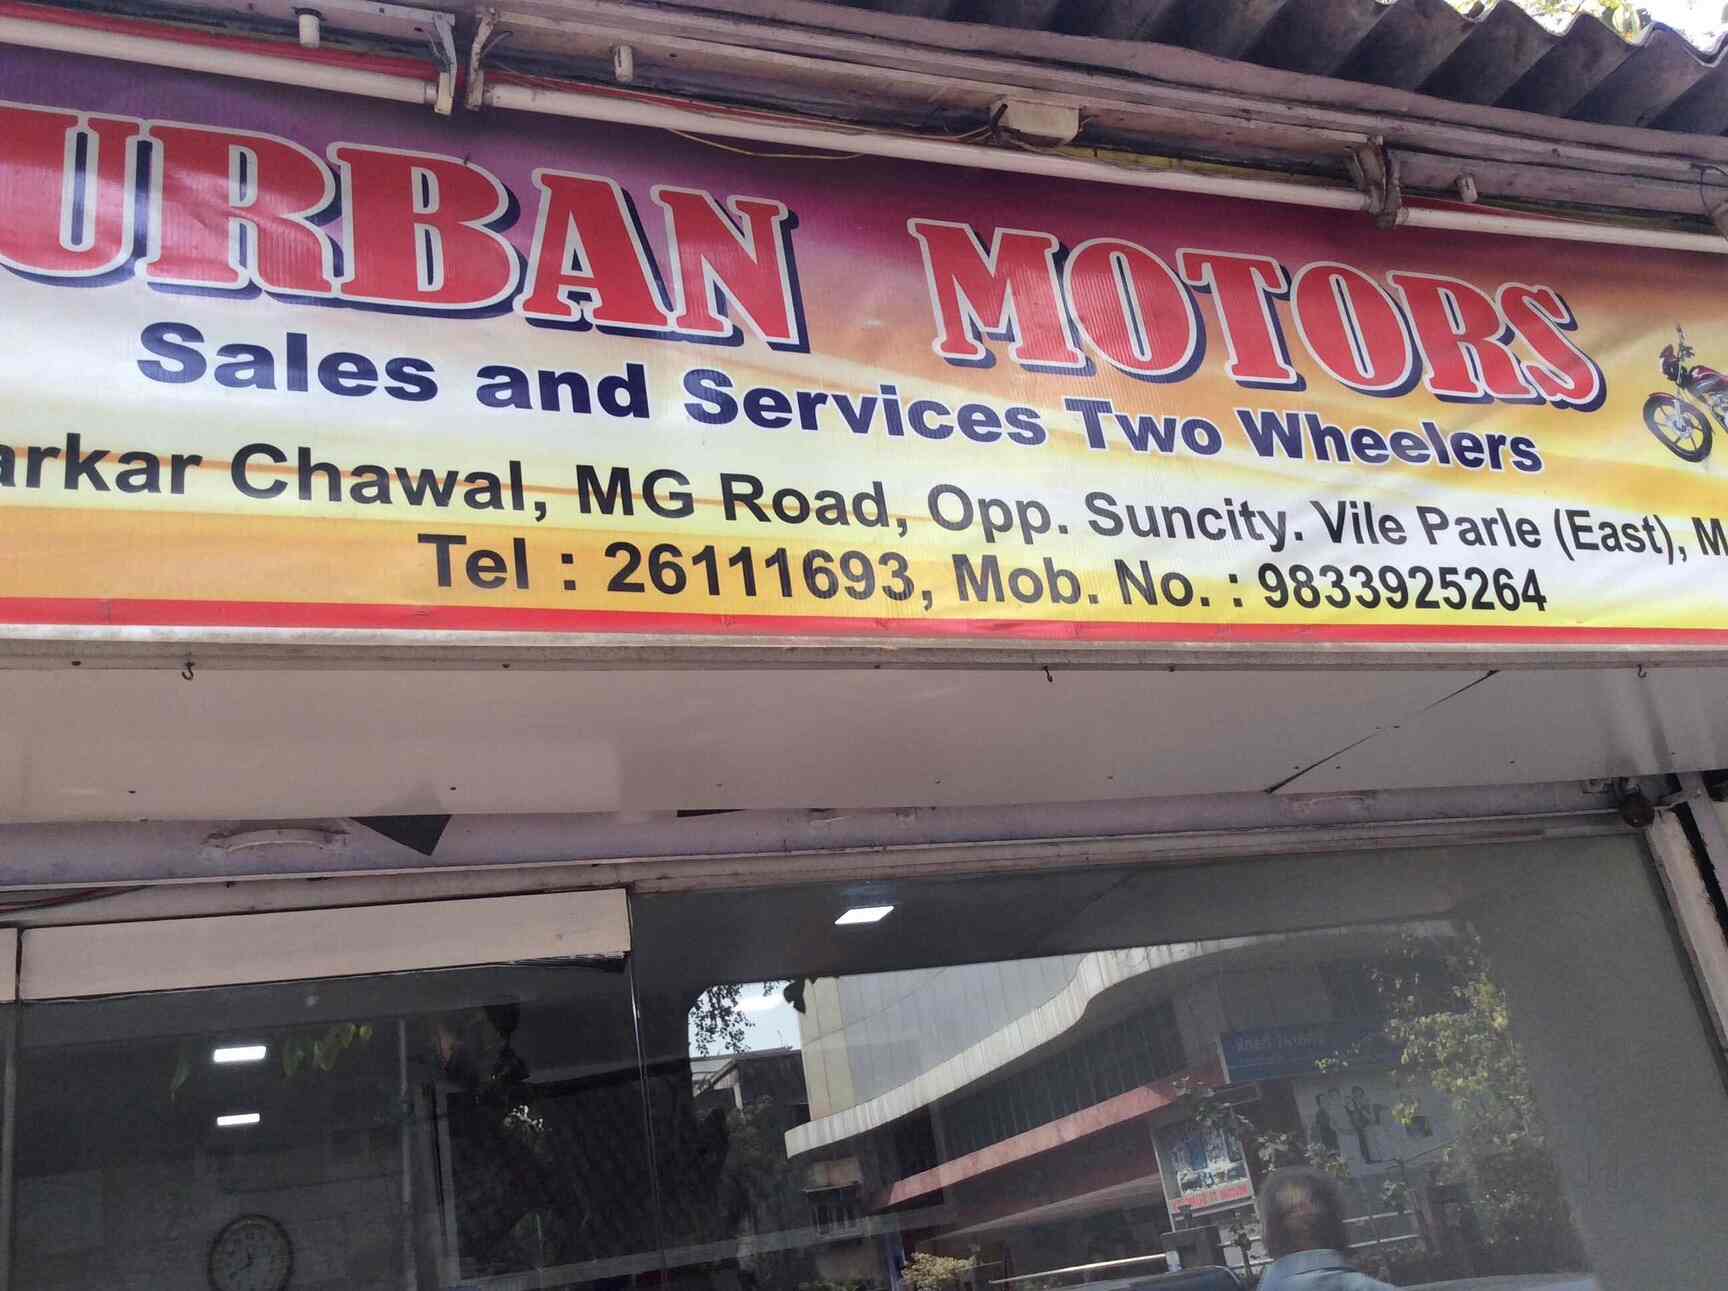 URBAN MOTORS
Sales and Services Two Wheelers
arkar Chawal, MG Road, Opp. Suncity. Vile Parle (East), M
Tel : 26111693, Mob. No. : 9833925264